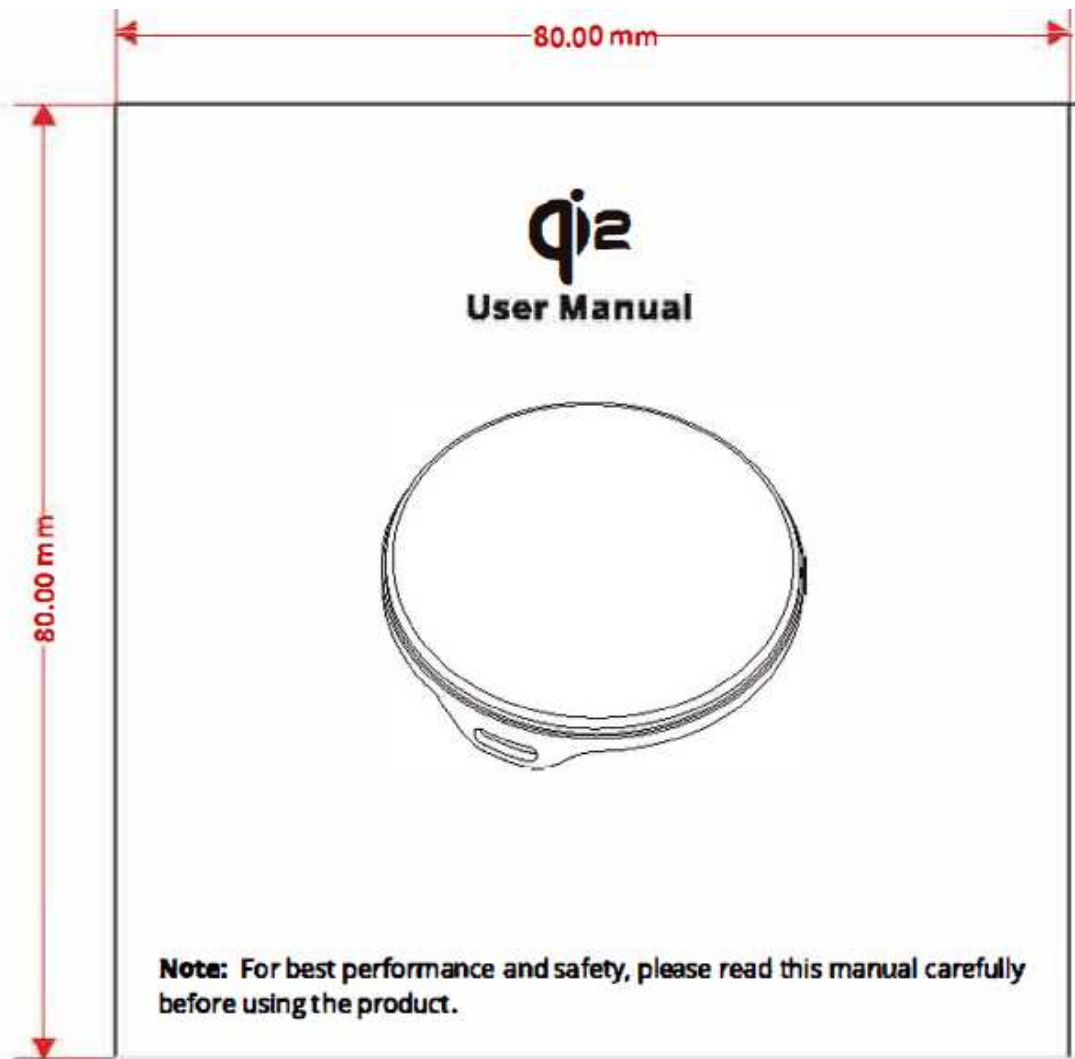 80.00 mm
qi2
User Manual
80.00 mm
Note: For best performance and safety, please read this manual carefully
before using the product.